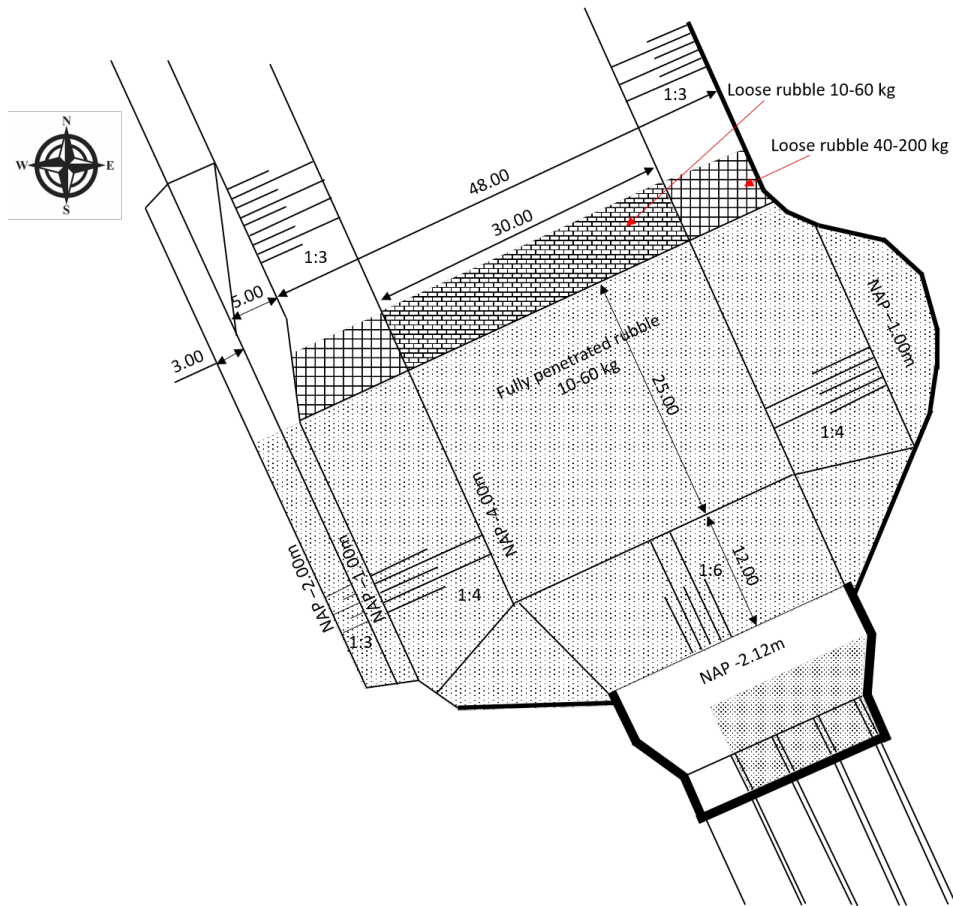 1:3
Loose rubble 10-60 kg
N
W
E
S
Loose rubble 40-200 kg
48.00
30.00
1:3
5.00
NAP –1.00m
3.00
Fully penetrated rubble
10-60 kg
25.00
1:4
NAP -4.00m
NAP –2.00m
NAP –1.00m
1:6
12.00
1:4
1:3
NAP -2.12m